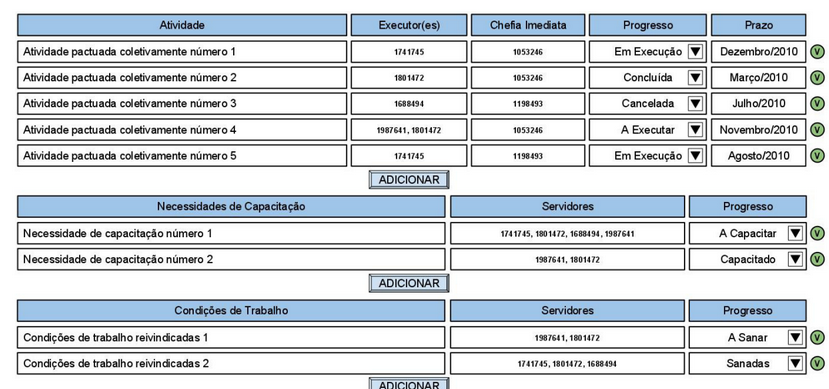 Atividade Executor(es) Chefia Imediata Progresso Prazo
Atividade pactuada coletivamente número 1 1741745 1053246 Em Execução Dezembro/2010 V
Atividade pactuada coletivamente número 2 1801472 1053246 Concluída Março/2010 V
Atividade pactuada coletivamente número 3 1688494 1198493 Cancelada Julho/2010 V
Atividade pactuada coletivamente número 4 1987641, 1801472 1053246 A Executar Novembro/2010 V
Atividade pactuada coletivamente número 5 1741745 1198493 Em Execução Agosto/2010 V
ADICIONAR
Necessidades de Capacitação Servidores Progresso
Necessidade de capacitação número 1 1741745, 1801472, 1688494, 1987641 A Capacitar V
Necessidade de capacitação número 2 1987641, 1801472 Capacitado V
ADICIONAR
Condições de Trabalho Servidores Progresso
Condições de trabalho reivindicadas 1 1987641, 1801472 A Sanar V
Condições de trabalho reivindicadas 2 1741745, 1801472, 1688494 Sanadas V
ADICIONAR